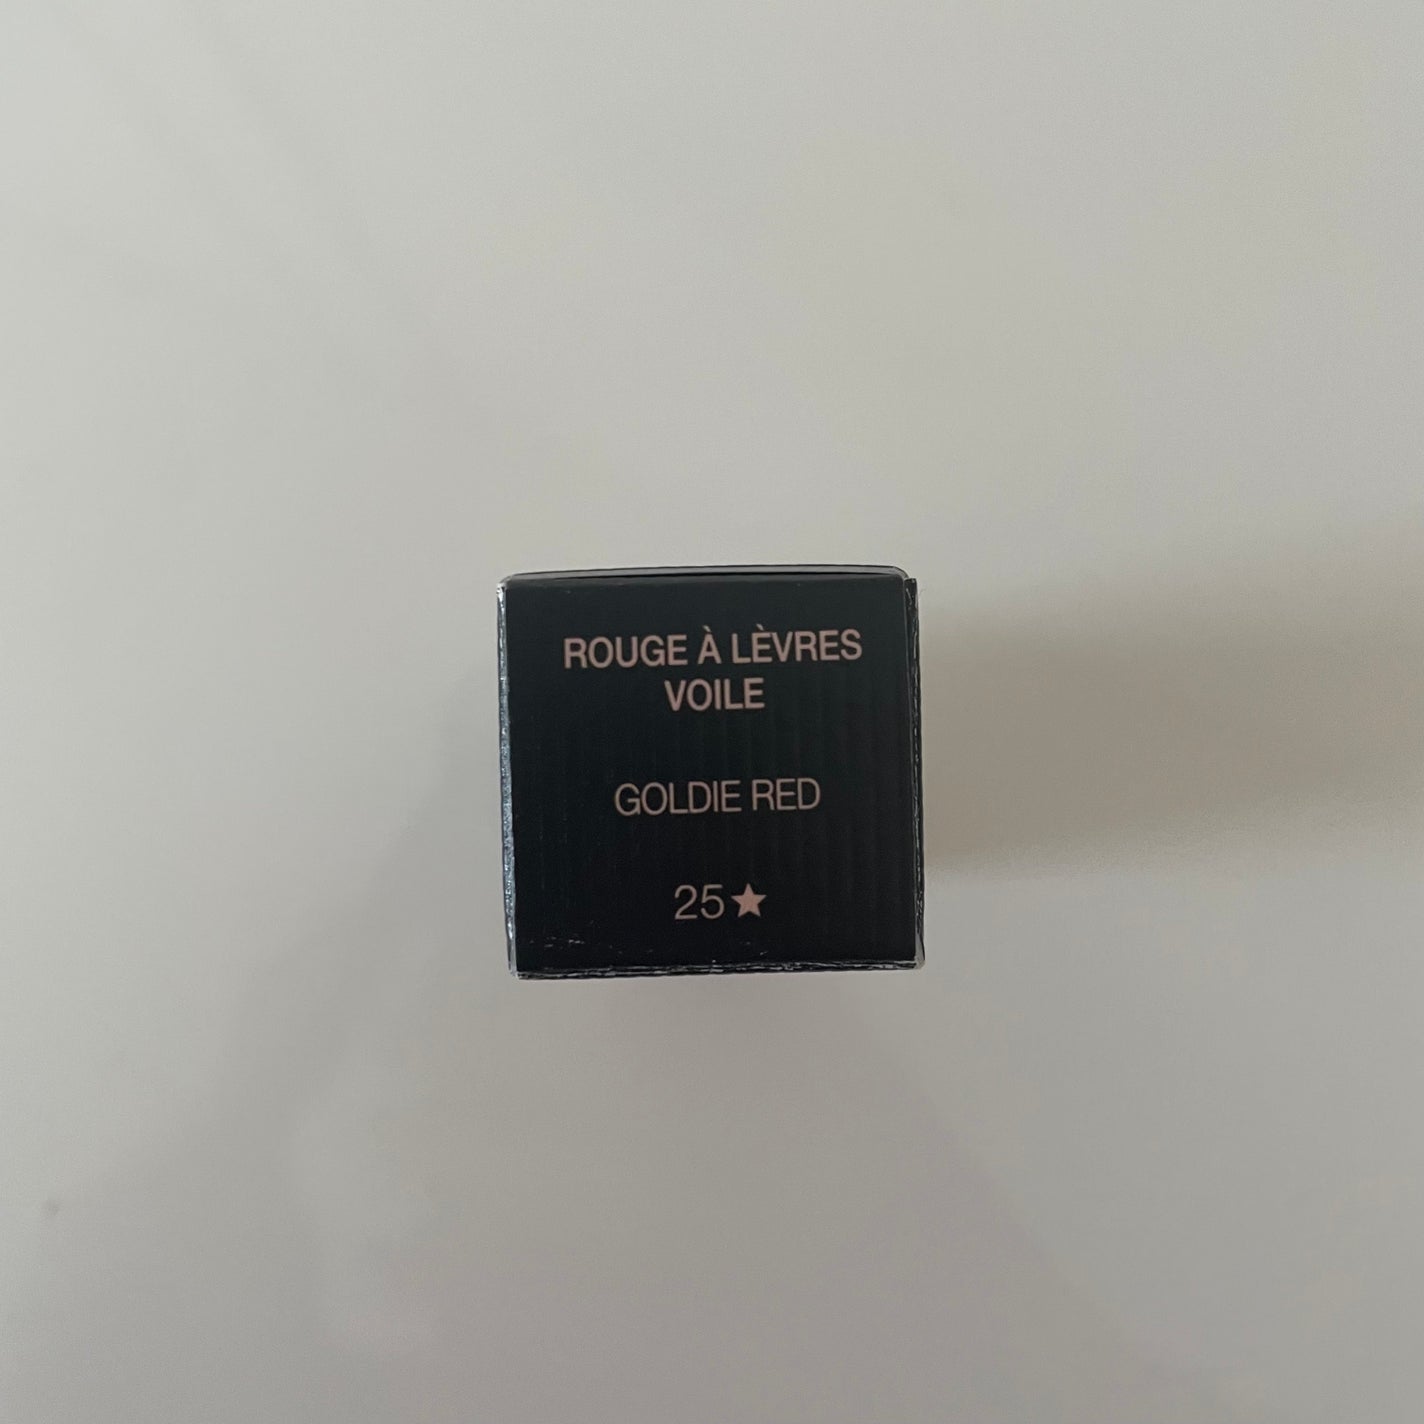 ROUGE À LÈVRES
VOILE
GOLDIE RED
25★